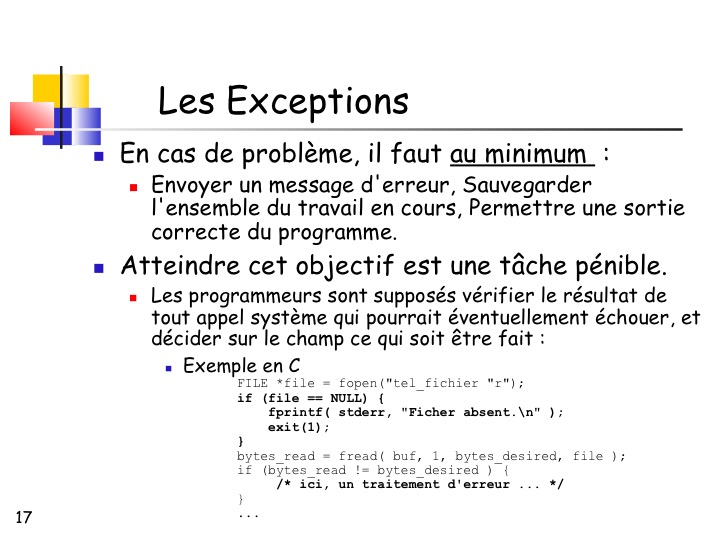 Les Exceptions
En cas de problème, il faut au minimum :
Envoyer un message d'erreur, Sauvegarder
l'ensemble du travail en cours, Permettre une sortie
correcte du programme.
Atteindre cet objectif est une tâche pénible.
Les programmeurs sont supposés vérifier le résultat de
tout appel système qui pourrait éventuellement échouer, et
décider sur le champ ce qui soit être fait :
Exemple en C
FILE *file = fopen("tel_fichier "r");
if (file == NULL) {
fprintf( stderr, "Ficher absent.\n" );
exit(1);
}
bytes_read = fread( buf, 1, bytes_desired, file );
if (bytes_read != bytes_desired ) {
/* ici, un traitement d'erreur ... */
}
...
17